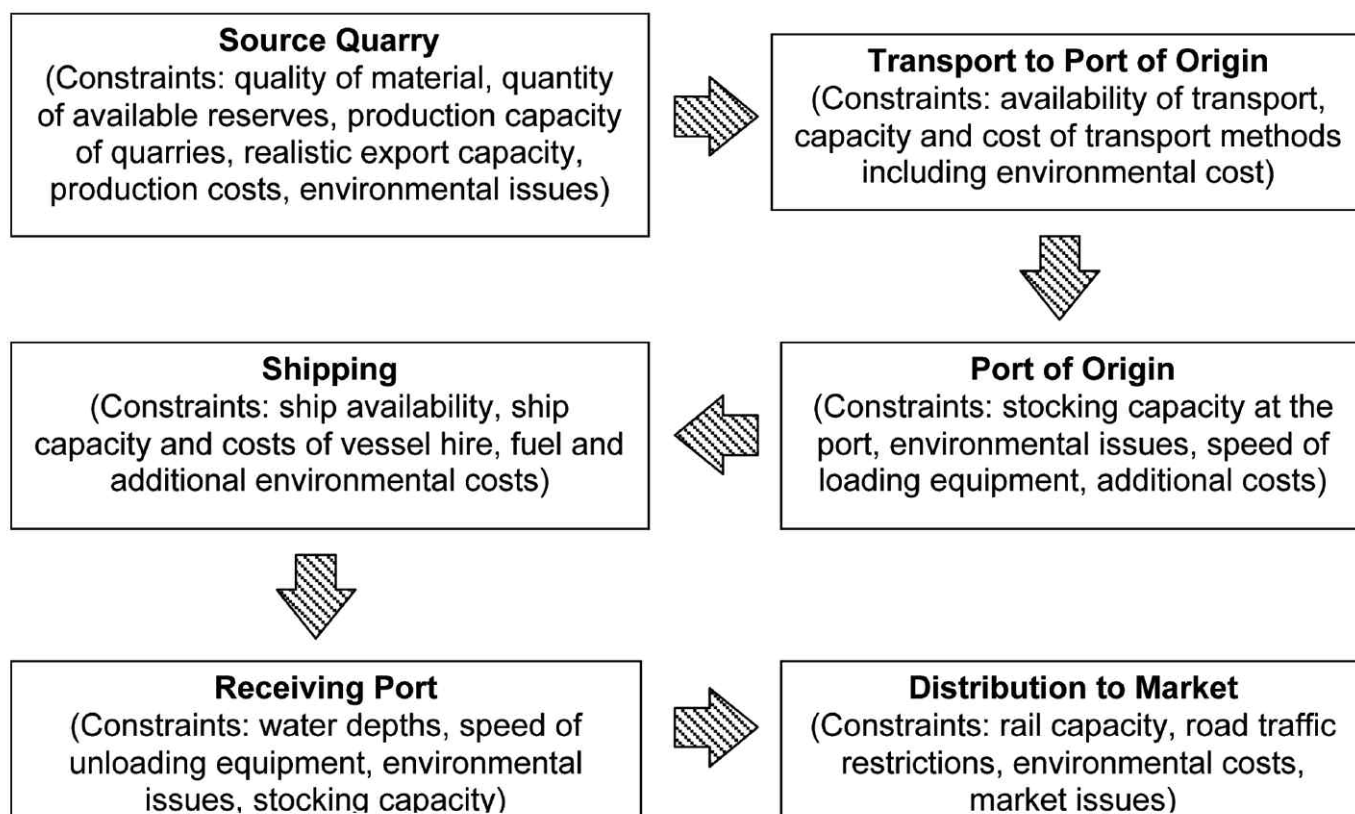 Source Quarry
(Constraints: quality of material, quantity
of available reserves, production capacity
of quarries, realistic export capacity,
production costs, environmental issues)
Transport to Port of Origin
(Constraints: availability of transport,
capacity and cost of transport methods
including environmental cost)
Port of Origin
(Constraints: stocking capacity at the
port, environmental issues, speed of
loading equipment, additional costs)
Shipping
(Constraints: ship availability, ship
capacity and costs of vessel hire, fuel and
additional environmental costs)
Receiving Port
(Constraints: water depths, speed of
unloading equipment, environmental
issues, stocking capacity)
Distribution to Market
(Constraints: rail capacity, road traffic
restrictions, environmental costs,
market issues)